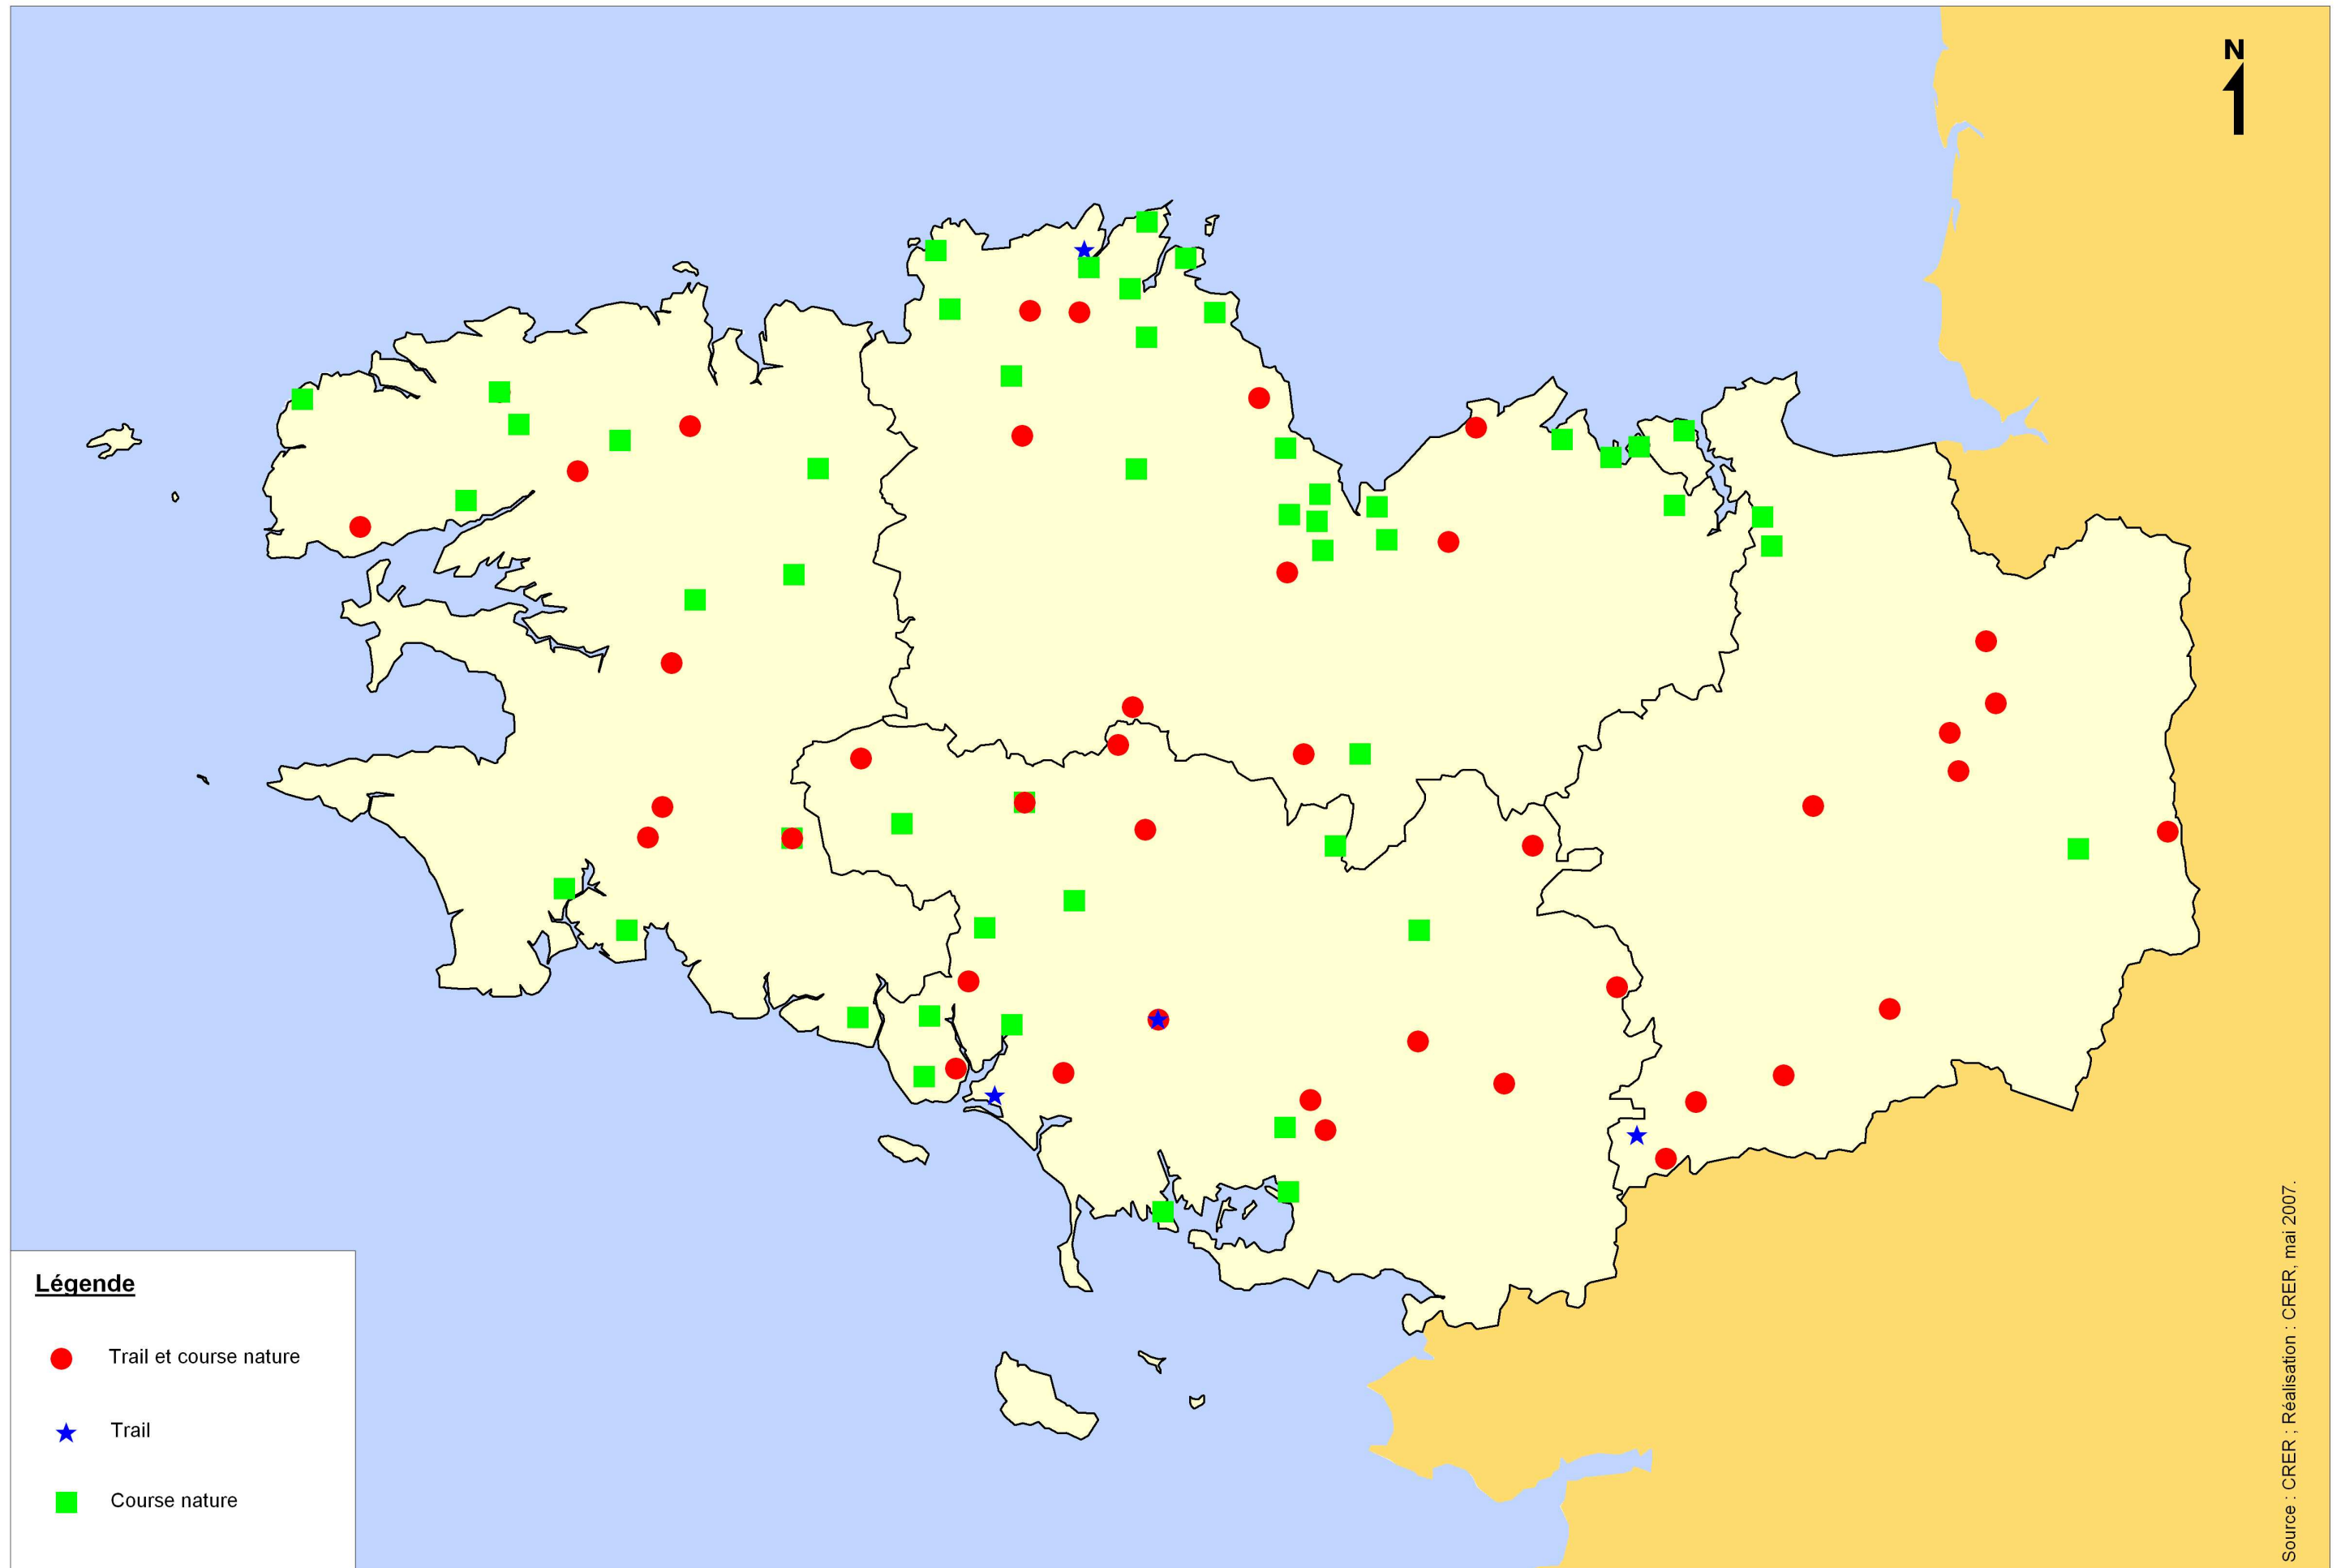 N
Légende
Trail et course nature
Trail
Course nature
Source : CRER ; Réalisation : CRER, mai 2007.